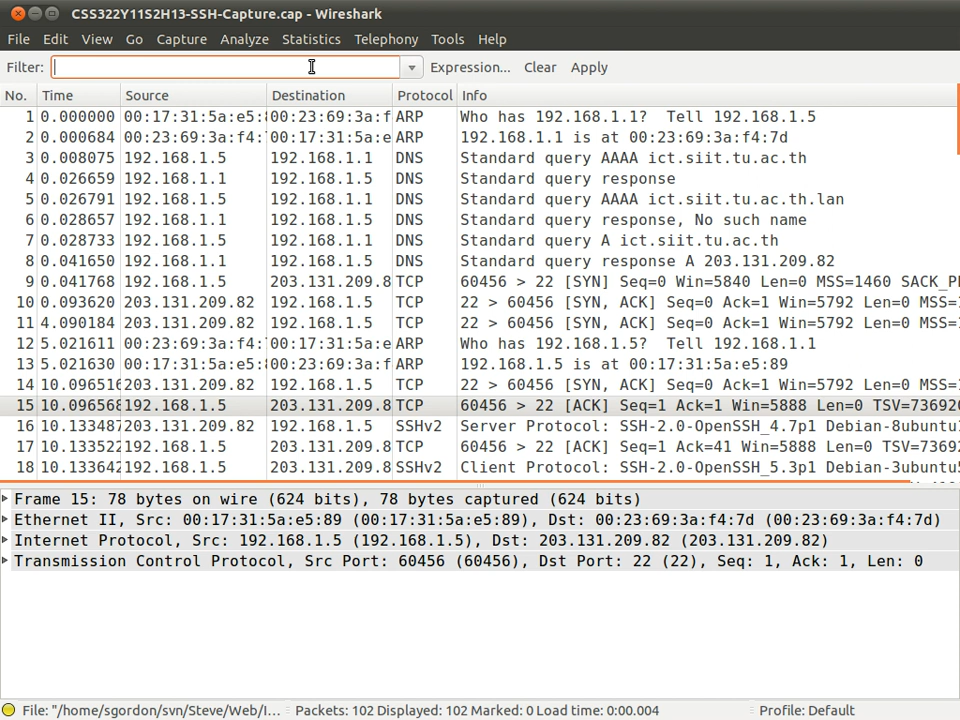 CSS322Y11S2H13-SSH-Capture.cap - Wireshark
File Edit View Go Capture Analyze Statistics Telephony Tools Help
Filter: Expression... Clear Apply
No. Time Source Destination Protocol Info
1 0.000000 00:17:31:5a:e5:8 00:23:69:3a:f ARP Who has 192.168.1.1? Tell 192.168.1.5
2 0.000684 00:23:69:3a:f4: 00:17:31:5a:e ARP 192.168.1.1 is at 00:23:69:3a:f4:7d
3 0.008075 192.168.1.5 192.168.1.1 DNS Standard query AAAA ict.siit.tu.ac.th
4 0.026659 192.168.1.1 192.168.1.5 DNS Standard query response
5 0.026791 192.168.1.5 192.168.1.1 DNS Standard query AAAA ict.siit.tu.ac.th.lan
6 0.028657 192.168.1.1 192.168.1.5 DNS Standard query response, No such name
7 0.028733 192.168.1.5 192.168.1.1 DNS Standard query A ict.siit.tu.ac.th
8 0.041650 192.168.1.1 192.168.1.5 DNS Standard query response A 203.131.209.82
9 0.041768 192.168.1.5 203.131.209.8 TCP 60456 > 22 [SYN] Seq=0 Win=5840 Len=0 MSS=1460 SACK_P
10 0.093620 203.131.209.82 192.168.1.5 TCP 22 > 60456 [SYN, ACK] Seq=0 Ack=1 Win=5792 Len=0 MSS=
11 4.090184 203.131.209.82 192.168.1.5 TCP 22 > 60456 [SYN, ACK] Seq=0 Ack=1 Win=5792 Len=0 MSS=
12 5.021611 00:23:69:3a:f4: 00:17:31:5a:e ARP Who has 192.168.1.5? Tell 192.168.1.1
13 5.021630 00:17:31:5a:e5:8 00:23:69:3a:f ARP 192.168.1.5 is at 00:17:31:5a:e5:89
14 10.096516 203.131.209.82 192.168.1.5 TCP 22 > 60456 [SYN, ACK] Seq=0 Ack=1 Win=5792 Len=0 MSS=
15 10.096568 192.168.1.5 203.131.209.8 TCP 60456 > 22 [ACK] Seq=1 Ack=1 Win=5888 Len=0 TSV=73692
16 10.133487 203.131.209.82 192.168.1.5 SSHv2 Server Protocol: SSH-2.0-OpenSSH_4.7p1 Debian-8ubuntu
17 10.133522 192.168.1.5 203.131.209.8 TCP 60456 > 22 [ACK] Seq=1 Ack=41 Win=5888 Len=0 TSV=7369
18 10.133642 192.168.1.5 203.131.209.8 SSHv2 Client Protocol: SSH-2.0-OpenSSH_5.3p1 Debian-3ubuntu
Frame 15: 78 bytes on wire (624 bits), 78 bytes captured (624 bits)
Ethernet II, Src: 00:17:31:5a:e5:89 (00:17:31:5a:e5:89), Dst: 00:23:69:3a:f4:7d (00:23:69:3a:f4:7d)
Internet Protocol, Src: 192.168.1.5 (192.168.1.5), Dst: 203.131.209.82 (203.131.209.82)
Transmission Control Protocol, Src Port: 60456 (60456), Dst Port: 22 (22), Seq: 1, Ack: 1, Len: 0
File: "/home/sgordon/svn/Steve/Web/I... Packets: 102 Displayed: 102 Marked: 0 Load time: 0:00.004 Profile: Default